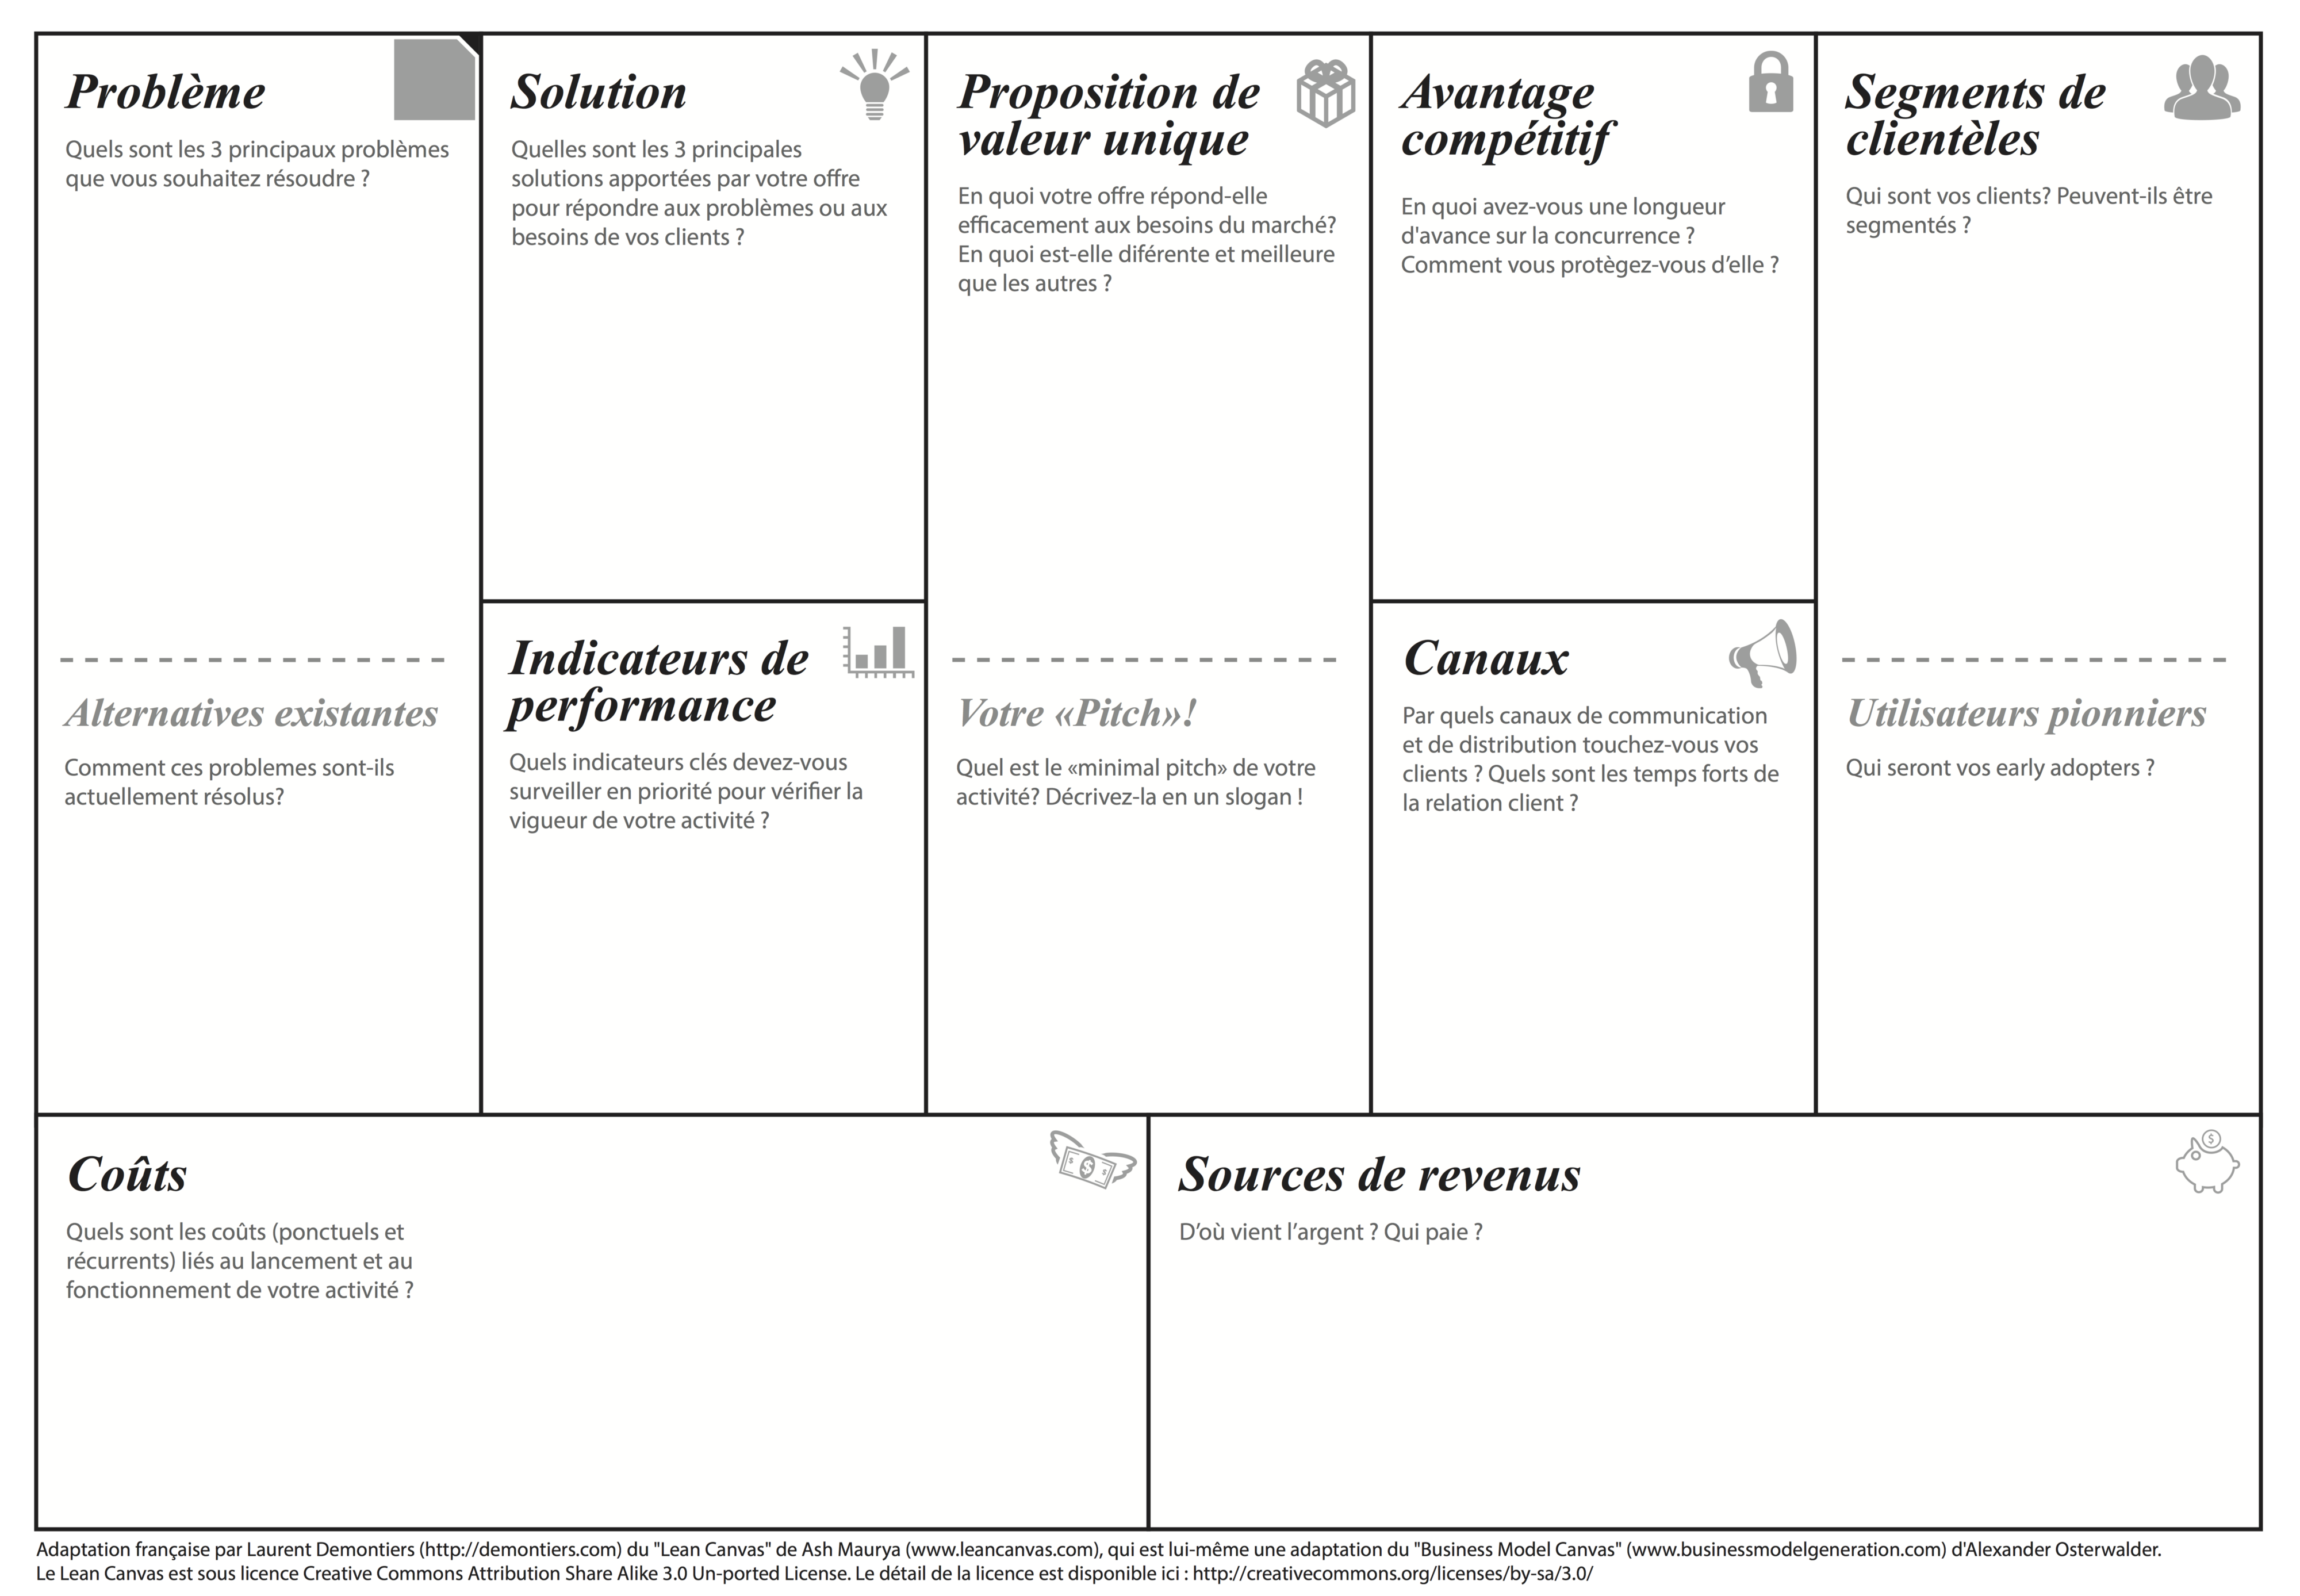 Problème
Quels sont les 3 principaux problèmes
que vous souhaitez résoudre ?
Alternatives existantes
Comment ces problemes sont-ils
actuellement résolus?
Solution
Quelles sont les 3 principales
solutions apportées par votre offre
pour répondre aux problèmes ou aux
besoins de vos clients ?
Indicateurs de
performance
Quels indicateurs clés devez-vous
surveiller en priorité pour vérifier la
vigueur de votre activité ?
Proposition de
valeur unique
En quoi votre offre répond-elle
efficacement aux besoins du marché?
En quoi est-elle diférente et meilleure
que les autres ?
Votre «Pitch»!
Quel est le «minimal pitch» de votre
activité? Décrivez-la en un slogan !
Avantage
compétitif
En quoi avez-vous une longueur
d'avance sur la concurrence ?
Comment vous protègez-vous d’elle ?
Canaux
Par quels canaux de communication
et de distribution touchez-vous vos
clients ? Quels sont les temps forts de
la relation client ?
Segments de
clientèles
Qui sont vos clients? Peuvent-ils être
segmentés ?
Utilisateurs pionniers
Qui seront vos early adopters ?
Coûts
Quels sont les coûts (ponctuels et
récurrents) liés au lancement et au
fonctionnement de votre activité ?
Sources de revenus
D’où vient l’argent ? Qui paie ?
Adaptation française par Laurent Demontiers (http://demontiers.com) du "Lean Canvas" de Ash Maurya (www.leancanvas.com), qui est lui-même une adaptation du "Business Model Canvas" (www.businessmodelgeneration.com) d'Alexander Osterwalder.
Le Lean Canvas est sous licence Creative Commons Attribution Share Alike 3.0 Un-ported License. Le détail de la licence est disponible ici : http://creativecommons.org/licenses/by-sa/3.0/